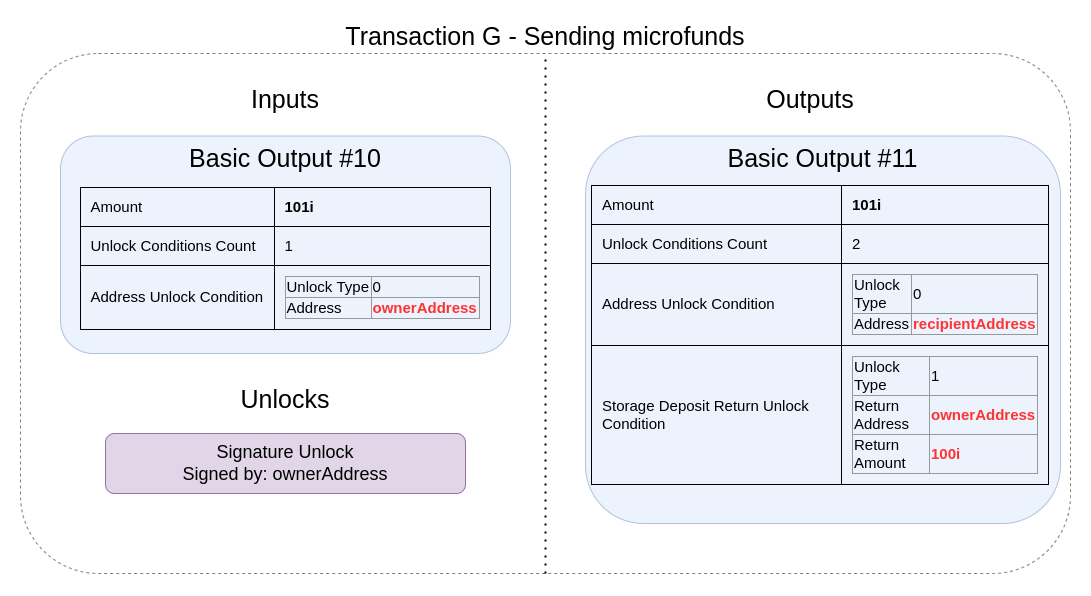 Transaction G - Sending microfunds
Inputs
Basic Output #10
Amount 101i
Unlock Conditions Count 1
Address Unlock Condition
Unlock Type 0
Address ownerAddress
Unlocks
Signature Unlock
Signed by: ownerAddress
Outputs
Basic Output #11
Amount 101i
Unlock Conditions Count 2
Address Unlock Condition
Unlock
Type
0
Address recipientAddress
Storage Deposit Return Unlock
Condition
Unlock
Type
1
Return
Address
ownerAddress
Return
Amount
100i